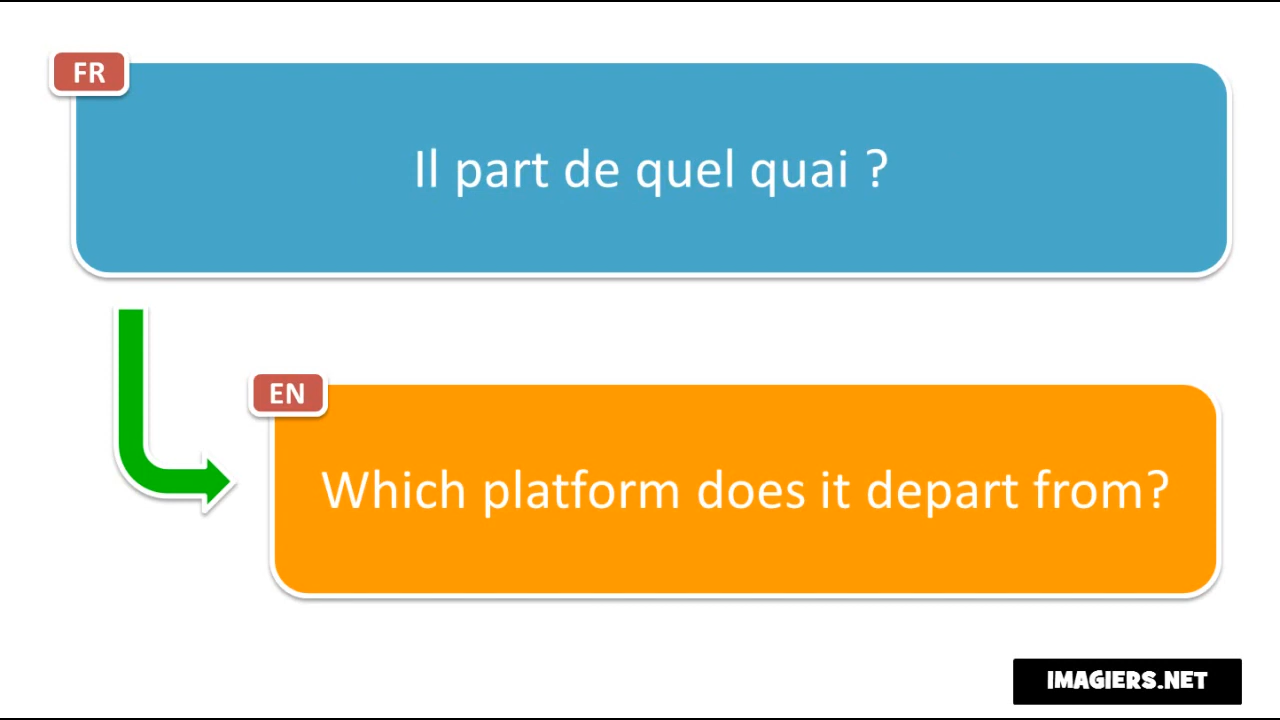 FR
Il part de quel quai ?
EN
Which platform does it depart from?
IMAGIERS.NET